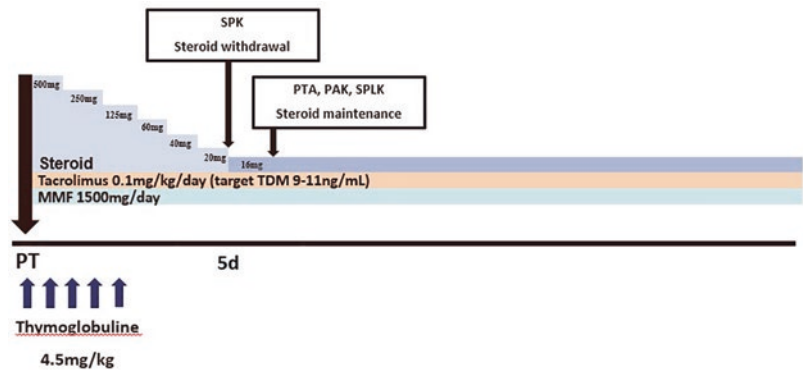 SPK
Steroid withdrawal
PTA, PAK, SPLK
Steroid maintenance
500mg
250mg
125mg
60mg
40mg
20mg
16mg
Steroid
Tacrolimus 0.1mg/kg/day (target TDM 9-11ng/mL)
MMF 1500mg/day
PT
5d
Thymoglobuline
4.5mg/kg